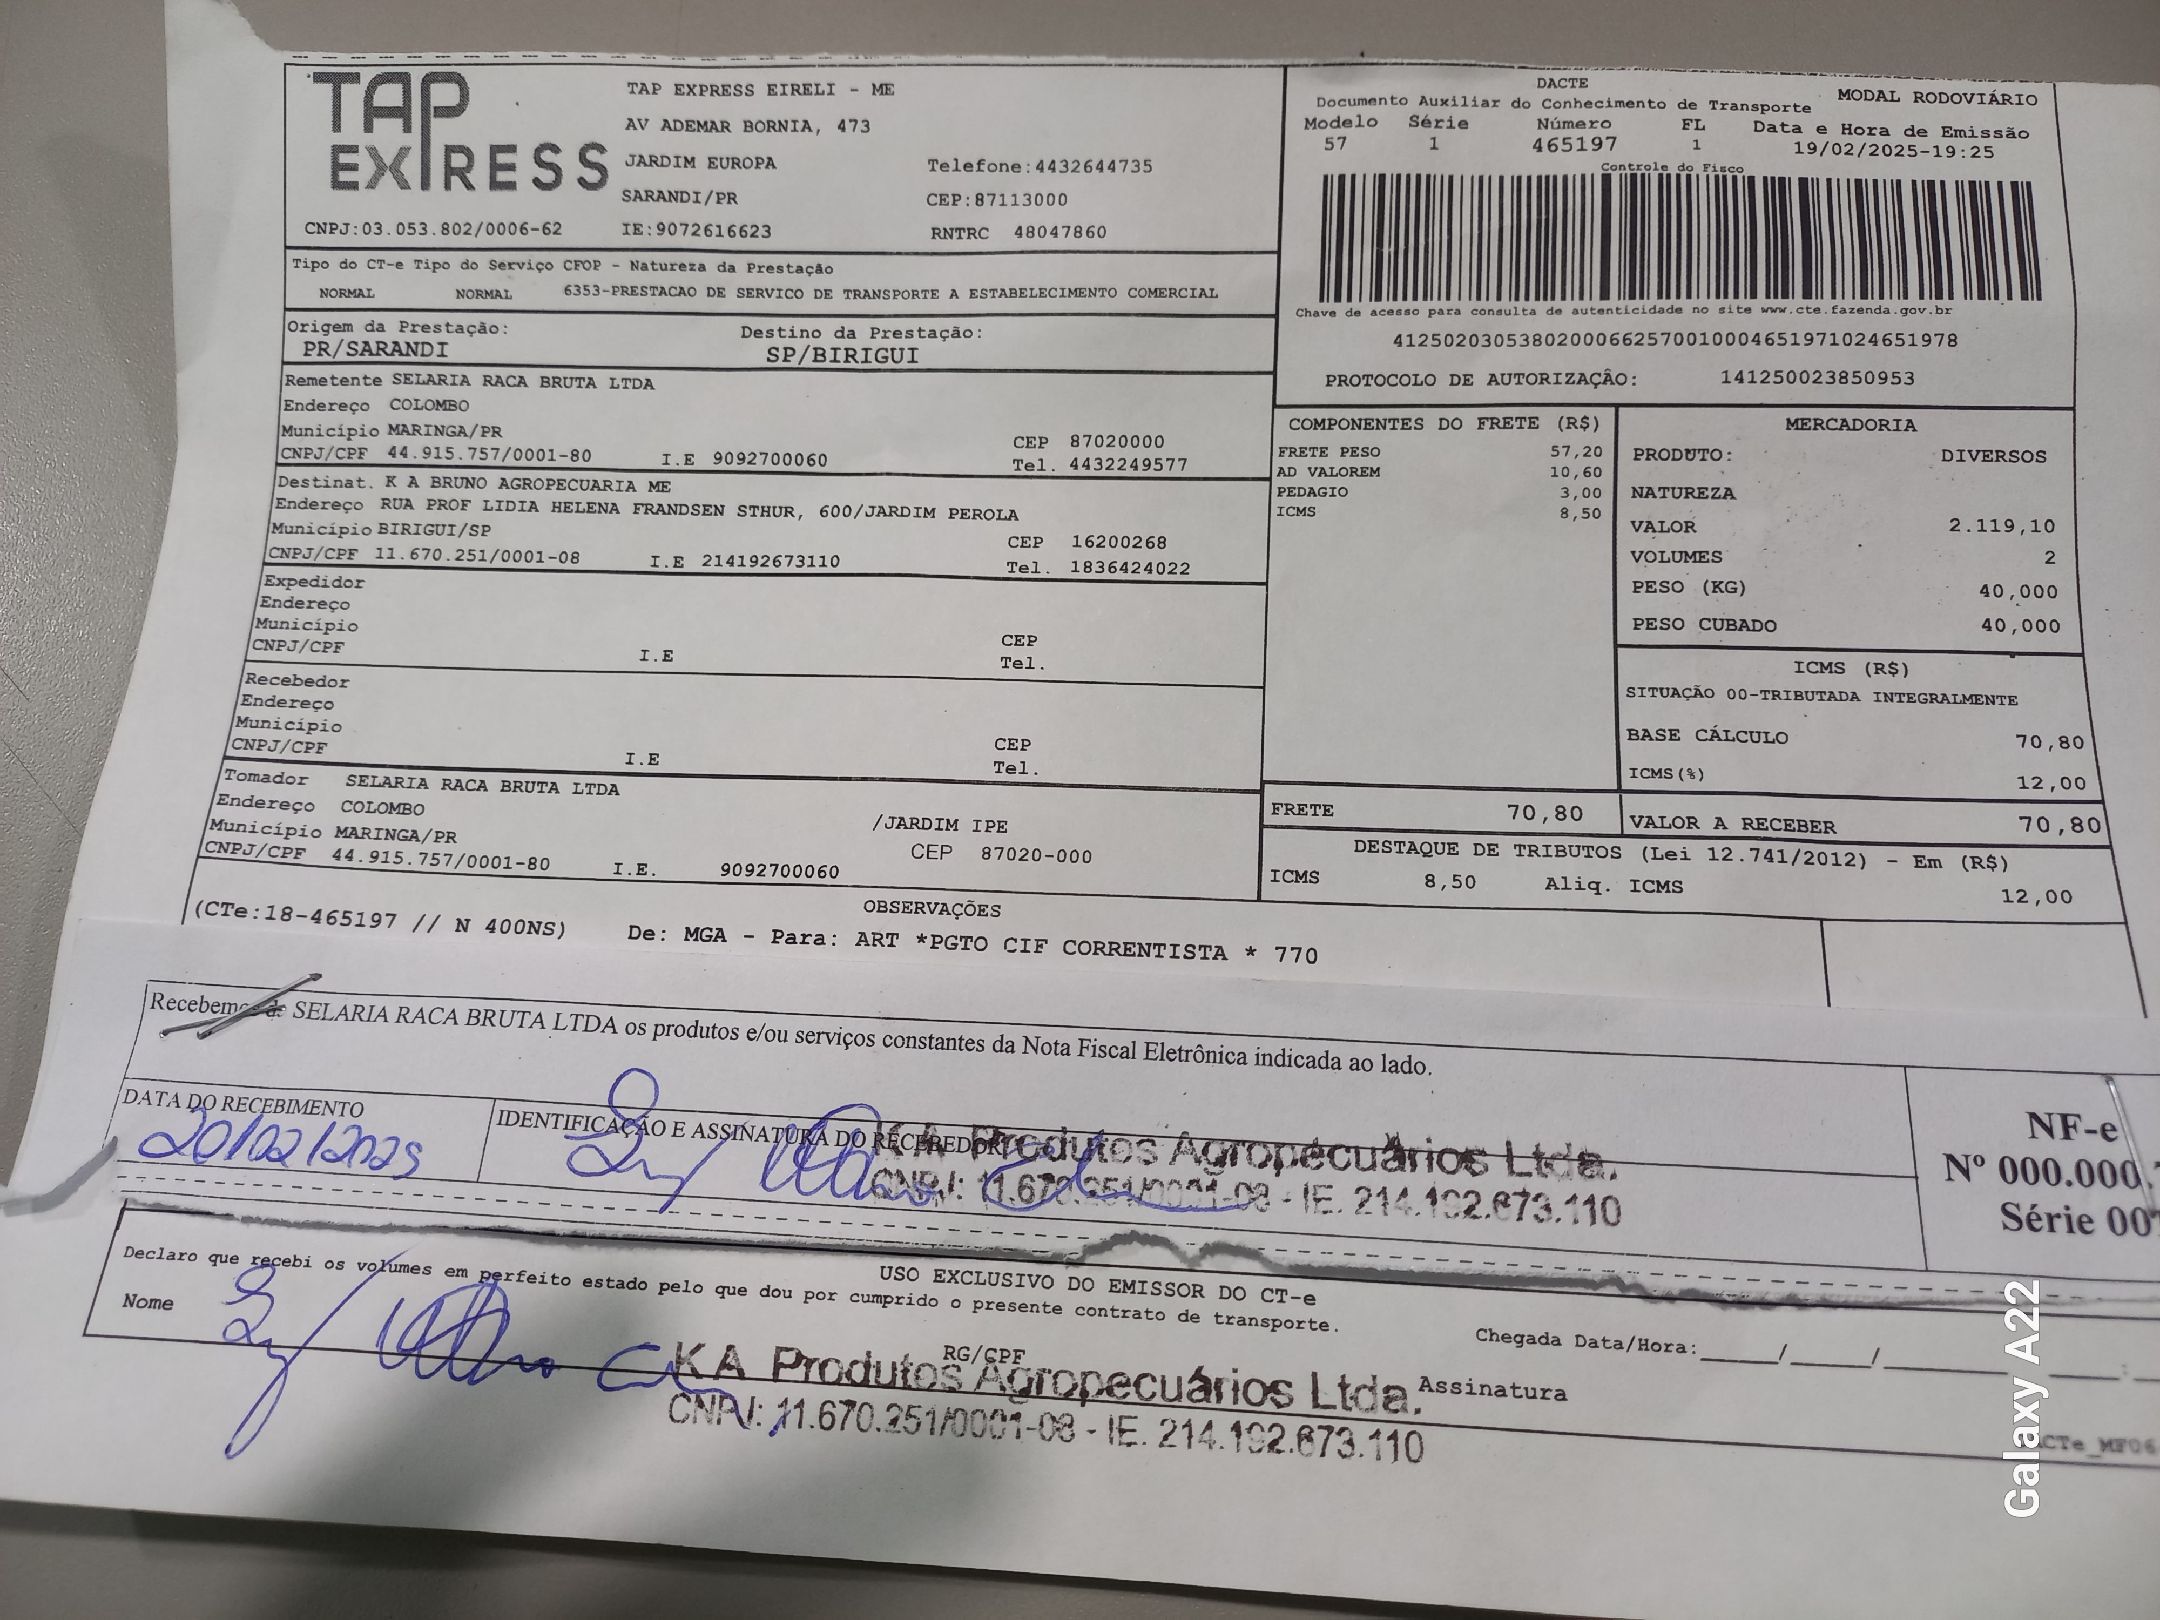 TAP EXPRESS
TAP EXPRESS EIRELI - ME
AV ADEMAR BORNIA, 473
JARDIM EUROPA Telefone:4432644735
SARANDI/PR CEP:87113000
CNPJ:03.053.802/0006-62 IE:9072616623 RNTRC 48047860
DACTE
Documento Auxiliar do Conhecimento de Transporte MODAL RODOVIÁRIO
Modelo Série Número FL Data e Hora de Emissão
57 1 465197 1 19/02/2025-19:25
Controle do Fisco
Chave de acesso para consulta de autenticidade no site www.cte.fazenda.gov.br
41250203053802000662570010004651971024651978
PROTOCOLO DE AUTORIZAÇÂO: 141250023850953
Tipo do CT-e Tipo do Serviço CFOP - Natureza da Prestação
NORMAL NORMAL 6353-PRESTACAO DE SERVICO DE TRANSPORTE A ESTABELECIMENTO COMERCIAL
Origem da Prestação: Destino da Prestação:
PR/SARANDI SP/BIRIGUI
Remetente SELARIA RACA BRUTA LTDA
Endereço COLOMBO
Município MARINGA/PR CEP 87020000
CNPJ/CPF 44.915.757/0001-80 I.E 9092700060 Tel. 4432249577
Destinat. K A BRUNO AGROPECUARIA ME
Endereço RUA PROF LIDIA HELENA FRANDSEN STHUR, 600/JARDIM PEROLA
Município BIRIGUI/SP CEP 16200268
CNPJ/CPF 11.670.251/0001-08 I.E 214192673110 Tel. 1836424022
Expedidor
Endereço
Município CEP
CNPJ/CPF I.E Tel.
Recebedor
Endereço
Município CEP
CNPJ/CPF I.E Tel.
Tomador SELARIA RACA BRUTA LTDA
Endereço COLOMBO /JARDIM IPE
Município MARINGA/PR CEP 87020-000
CNPJ/CPF 44.915.757/0001-80 I.E. 9092700060
COMPONENTES DO FRETE (R$)
FRETE PESO 57,20
AD VALOREM 10,60
PEDAGIO 3,00
ICMS 8,50
MERCADORIA
PRODUTO: DIVERSOS
NATUREZA
VALOR 2.119,10
VOLUMES 2
PESO (KG) 40,000
PESO CUBADO 40,000
ICMS (R$)
SITUAÇÃO 00-TRIBUTADA INTEGRALMENTE
BASE CÁLCULO 70,80
ICMS(%) 12,00
FRETE 70,80 VALOR A RECEBER 70,80
DESTAQUE DE TRIBUTOS (Lei 12.741/2012) - Em (R$)
ICMS 8,50 Aliq. ICMS 12,00
OBSERVAÇÕES
(CTe:18-465197 // N 400NS) De: MGA - Para: ART *PGTO CIF CORRENTISTA * 770
Recebemos de SELARIA RACA BRUTA LTDA os produtos e/ou serviços constantes da Nota Fiscal Eletrônica indicada ao lado.
DATA DO RECEBIMENTO IDENTIFICAÇÃO E ASSINATURA DO RECEBEDOR
20/02/2025
K A Produtos Agropecuários Ltda.
CNPJ: 11.670.251/0001-08 - IE. 214.192.673.110
NF-e
Nº 000.000.
Série 00
USO EXCLUSIVO DO EMISSOR DO CT-e
Declaro que recebi os volumes em perfeito estado pelo que dou por cumprido o presente contrato de transporte.
Nome RG/CPF Chegada Data/Hora:_____/_____/_____ :
Assinatura
K A Produtos Agropecuários Ltda.
CNPJ: 11.670.251/0001-08 - IE. 214.192.673.110
CTe_MF06
Galaxy A22